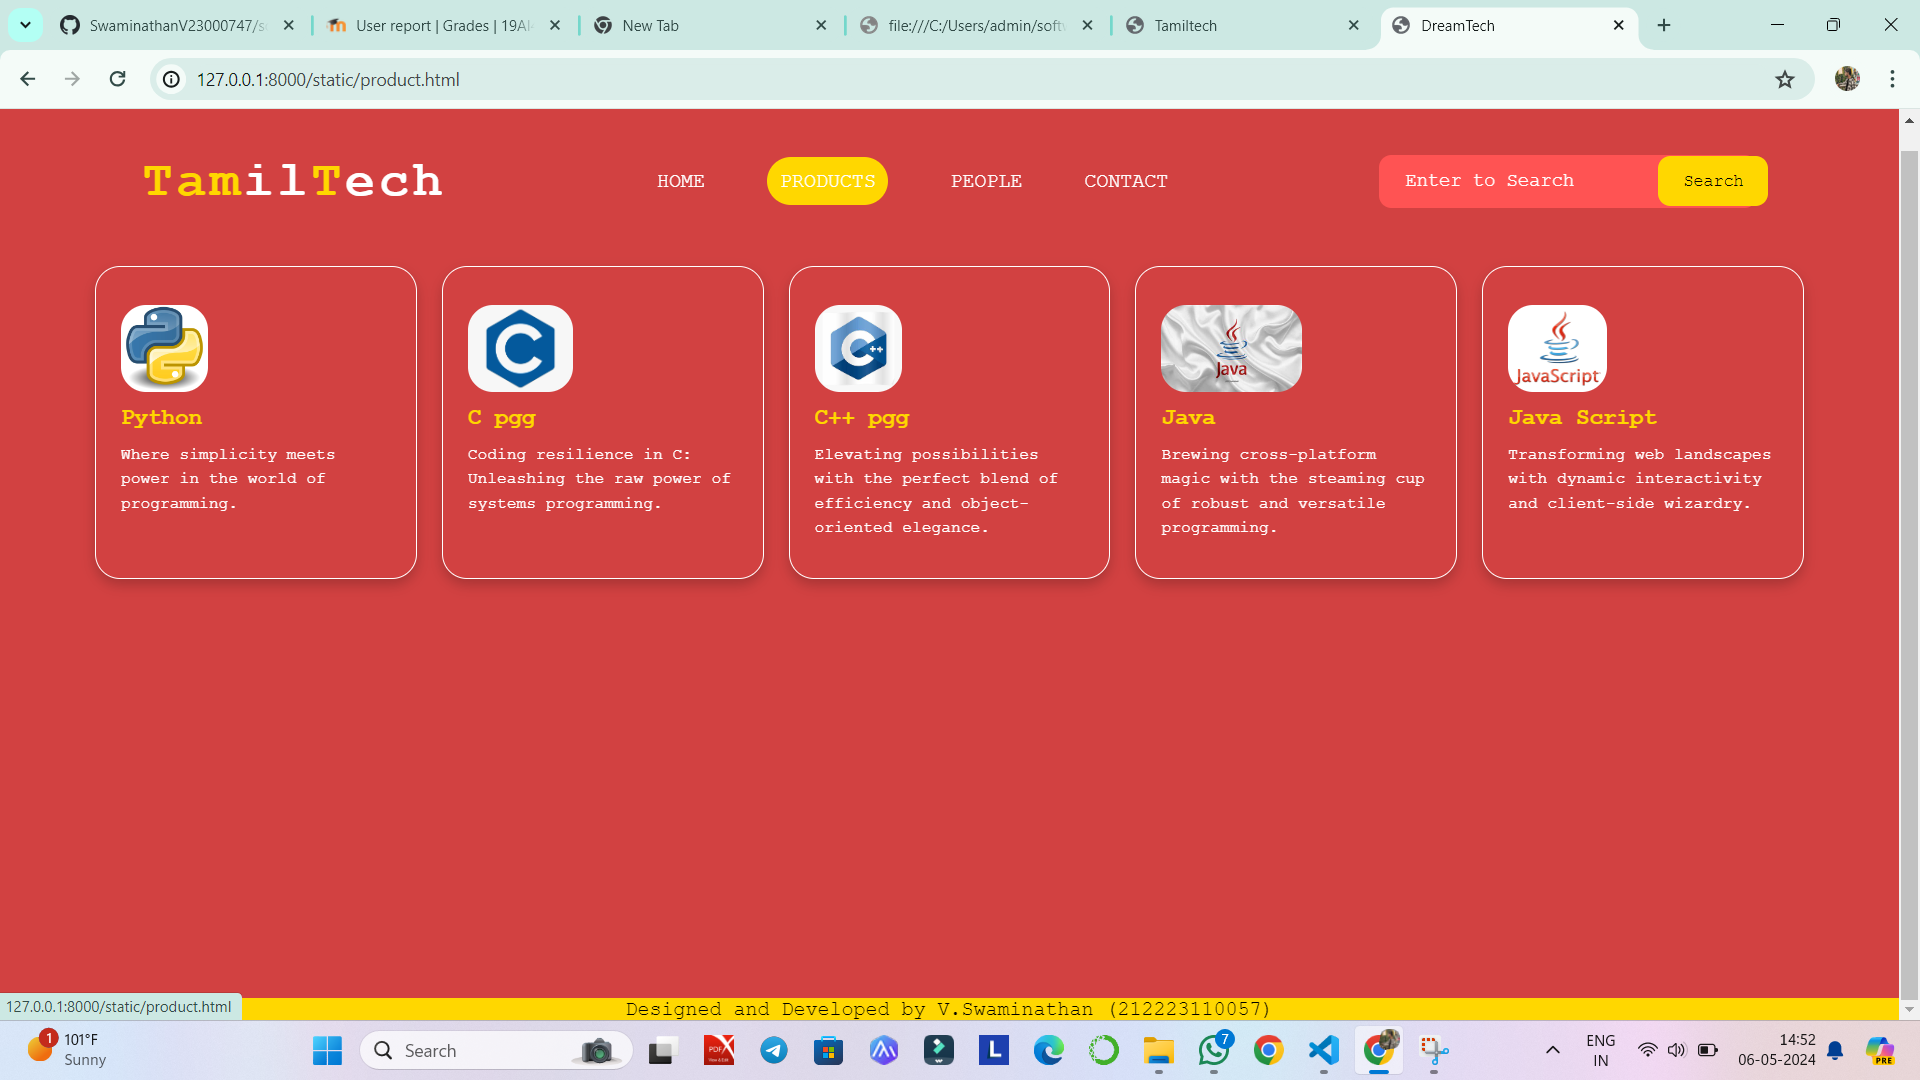 SwaminathanV23000747/s
User report | Grades | 19AI
New Tab
file:///C:/Users/admin/soft
Tamiltech
DreamTech
127.0.0.1:8000/static/product.html
TamilTech
HOME
PRODUCTS
PEOPLE
CONTACT
Enter to Search
Search
Python
Where simplicity meets
power in the world of
programming.
C pgg
Coding resilience in C:
Unleashing the raw power of
systems programming.
C++
C++ pgg
Elevating possibilities
with the perfect blend of
efficiency and object-
oriented elegance.
Java
Java
Brewing cross-platform
magic with the steaming cup
of robust and versatile
programming.
JavaScript
Java Script
Transforming web landscapes
with dynamic interactivity
and client-side wizardry.
127.0.0.1:8000/static/product.html
Designed and Developed by V.Swaminathan (212223110057)
1
101°F
Sunny
Search
PDF
L
7
ENG
IN
14:52
06-05-2024
PRE